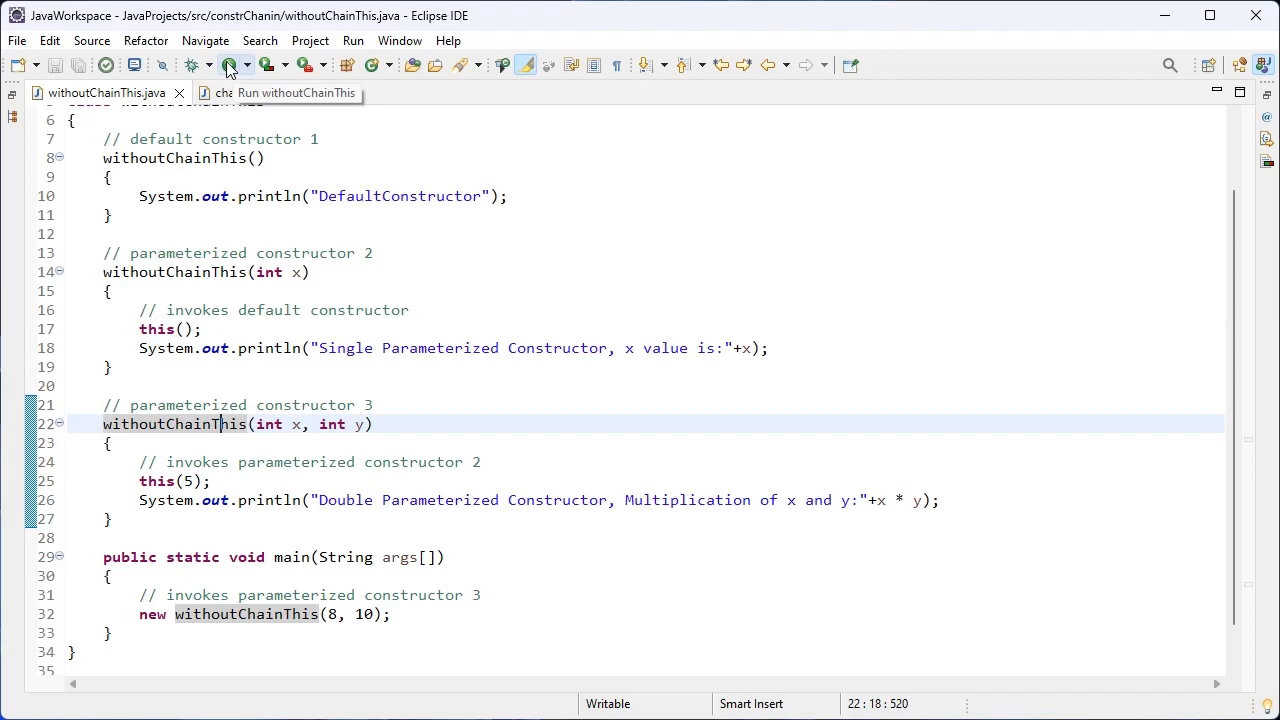 JavaWorkspace - JavaProjects/src/constrChanin/withoutChainThis.java - Eclipse IDE
File Edit Source Refactor Navigate Search Project Run Window Help
withoutChainThis.java cha Run withoutChainThis
6 {
7 // default constructor 1
8 withoutChainThis()
9 {
10 System.out.println("DefaultConstructor");
11 }
12
13 // parameterized constructor 2
14 withoutChainThis(int x)
15 {
16 // invokes default constructor
17 this();
18 System.out.println("Single Parameterized Constructor, x value is:"+x);
19 }
20
21 // parameterized constructor 3
22 withoutChainThis(int x, int y)
23 {
24 // invokes parameterized constructor 2
25 this(5);
26 System.out.println("Double Parameterized Constructor, Multiplication of x and y:"+x * y);
27 }
28
29 public static void main(String args[])
30 {
31 // invokes parameterized constructor 3
32 new withoutChainThis(8, 10);
33 }
34 }
35
Writable Smart Insert 22 : 18 : 520